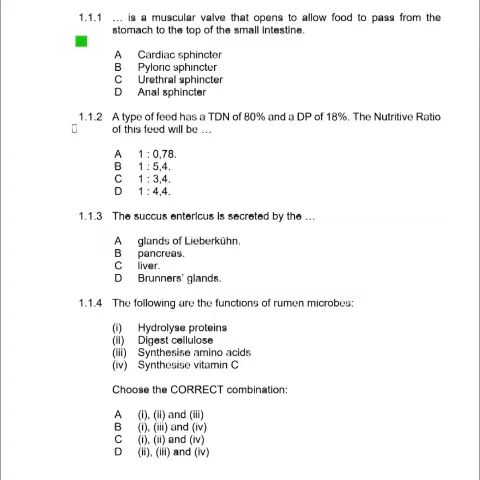 1.1.1 ... is a muscular valve that opens to allow food to pass from the
stomach to the top of the small intestine.
A Cardiac sphincter
B Pyloric sphincter
C Urethral sphincter
D Anal sphincter
1.1.2 A type of feed has a TDN of 80% and a DP of 18%. The Nutritive Ratio
of this feed will be ...
A 1 : 0,78.
B 1 : 5,4.
C 1 : 3,4.
D 1 : 4,4.
1.1.3 The succus entericus is secreted by the ...
A glands of Lieberkühn.
B pancreas.
C liver.
D Brunners' glands.
1.1.4 The following are the functions of rumen microbes:
(i) Hydrolyse proteins
(ii) Digest cellulose
(iii) Synthesise amino acids
(iv) Synthesise vitamin C
Choose the CORRECT combination:
A (i), (ii) and (iii)
B (i), (iii) and (iv)
C (i), (ii) and (iv)
D (ii), (iii) and (iv)